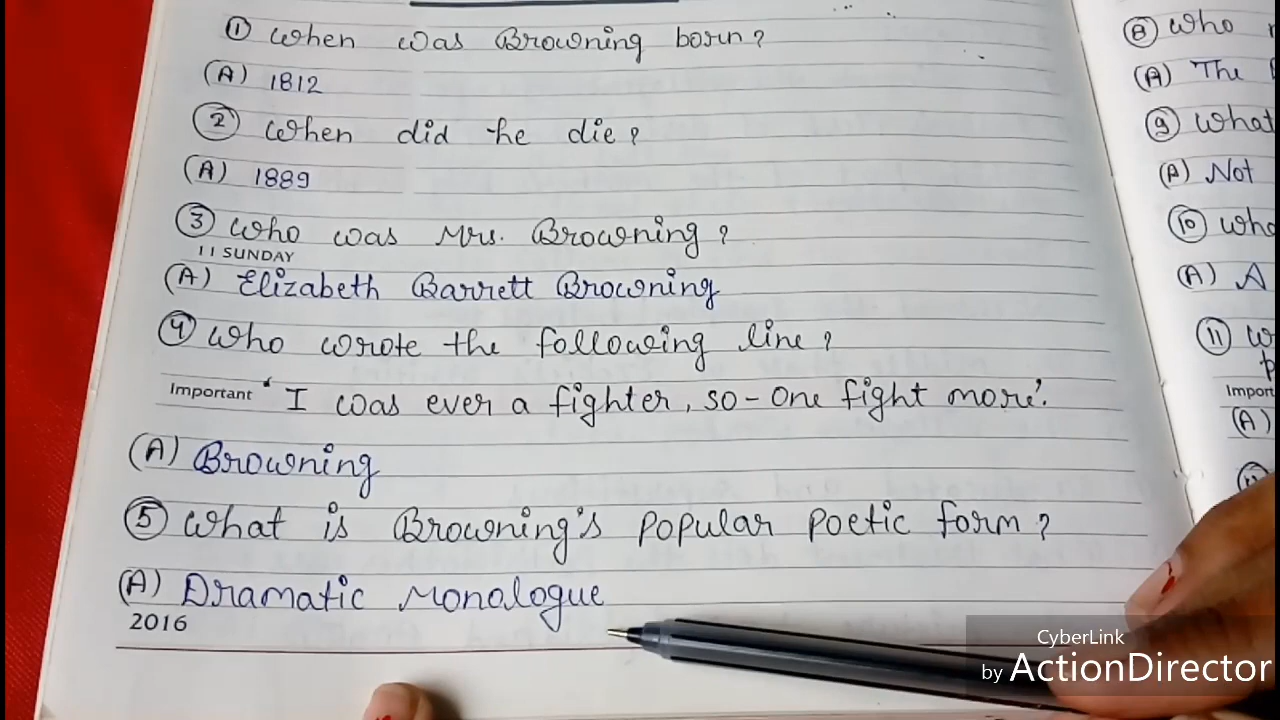 ① When was Browning born?
(A) 1812
② When did he die?
(A) 1889
③ Who was Mrs. Browning?
11 SUNDAY
(A) Elizabeth Barrett Browning
④ Who wrote the following line?
Important ‘I was ever a fighter, so - One fight more’.
(A) Browning
⑤ What is Browning's popular poetic form?
(A) Dramatic Monologue
2016
⑧ Who
(A) The
⑨ What
(A) Not
⑩ Who
(A) A
⑪ W
Import
(A)
CyberLink
by ActionDirector